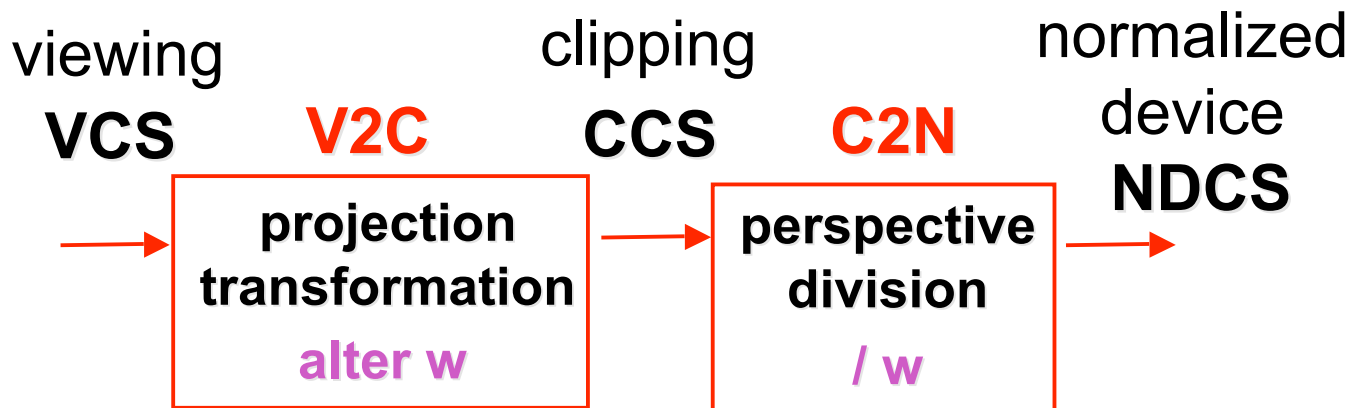 viewing
VCS
V2C
projection
transformation
alter w
clipping
CCS
C2N
perspective
division
/ w
normalized
device
NDCS